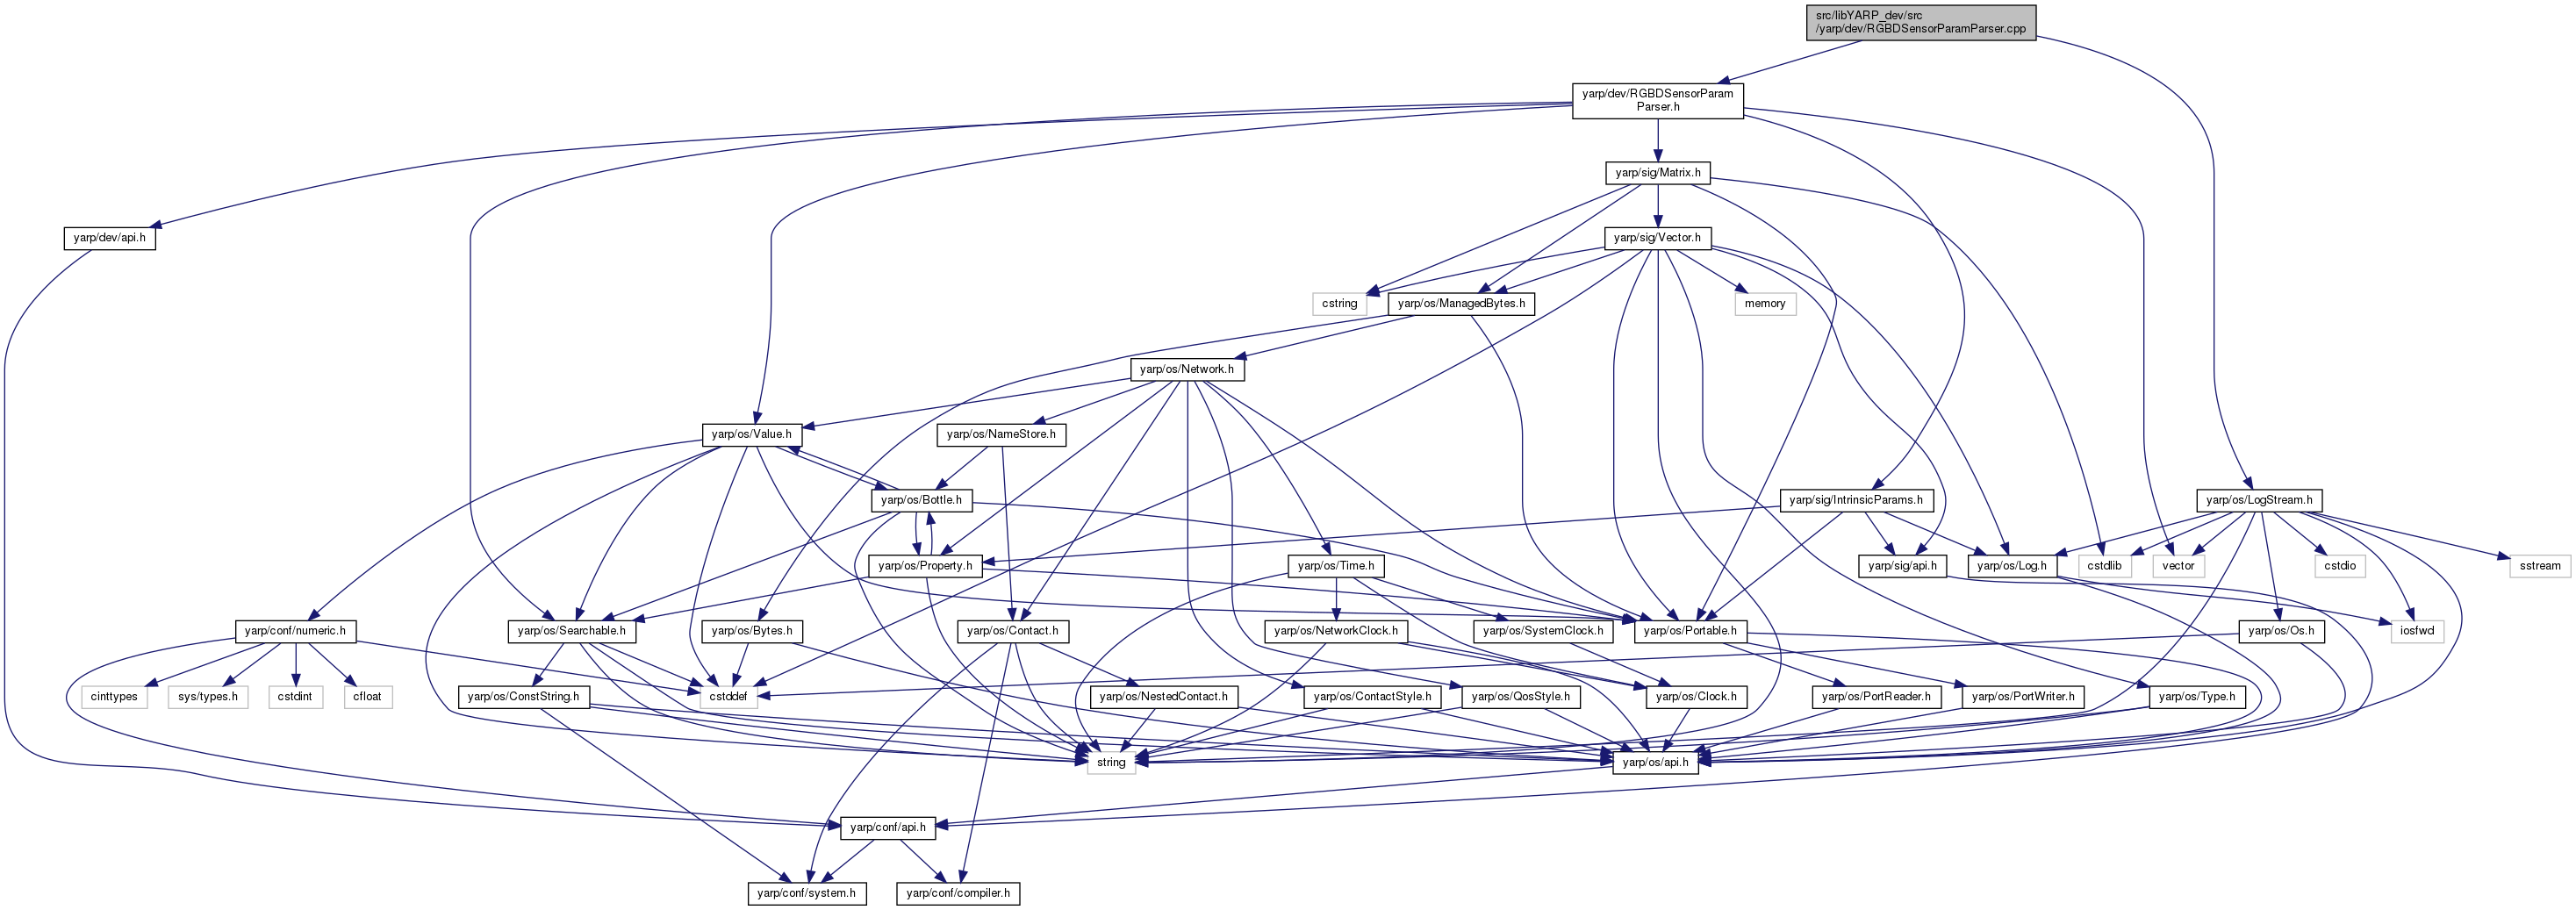 src/libYARP_dev/src
/yarp/dev/RGBDSensorParamParser.cpp
yarp/dev/RGBDSensorParam
Parser.h
yarp/sig/Matrix.h
yarp/dev/api.h
yarp/sig/Vector.h
cstring
yarp/os/ManagedBytes.h
memory
yarp/os/Network.h
yarp/os/Value.h
yarp/os/NameStore.h
yarp/os/Bottle.h
yarp/sig/IntrinsicParams.h
yarp/os/LogStream.h
yarp/os/Property.h
yarp/os/Time.h
yarp/sig/api.h
yarp/os/Log.h
cstdlib
vector
cstdio
sstream
yarp/conf/numeric.h
yarp/os/Searchable.h
yarp/os/Bytes.h
yarp/os/Contact.h
yarp/os/NetworkClock.h
yarp/os/SystemClock.h
yarp/os/Portable.h
yarp/os/Os.h
iosfwd
cinttypes
sys/types.h
cstdint
cfloat
yarp/os/ConstString.h
cstddef
yarp/os/NestedContact.h
yarp/os/ContactStyle.h
yarp/os/QosStyle.h
yarp/os/Clock.h
yarp/os/PortReader.h
yarp/os/PortWriter.h
yarp/os/Type.h
string
yarp/os/api.h
yarp/conf/api.h
yarp/conf/system.h
yarp/conf/compiler.h